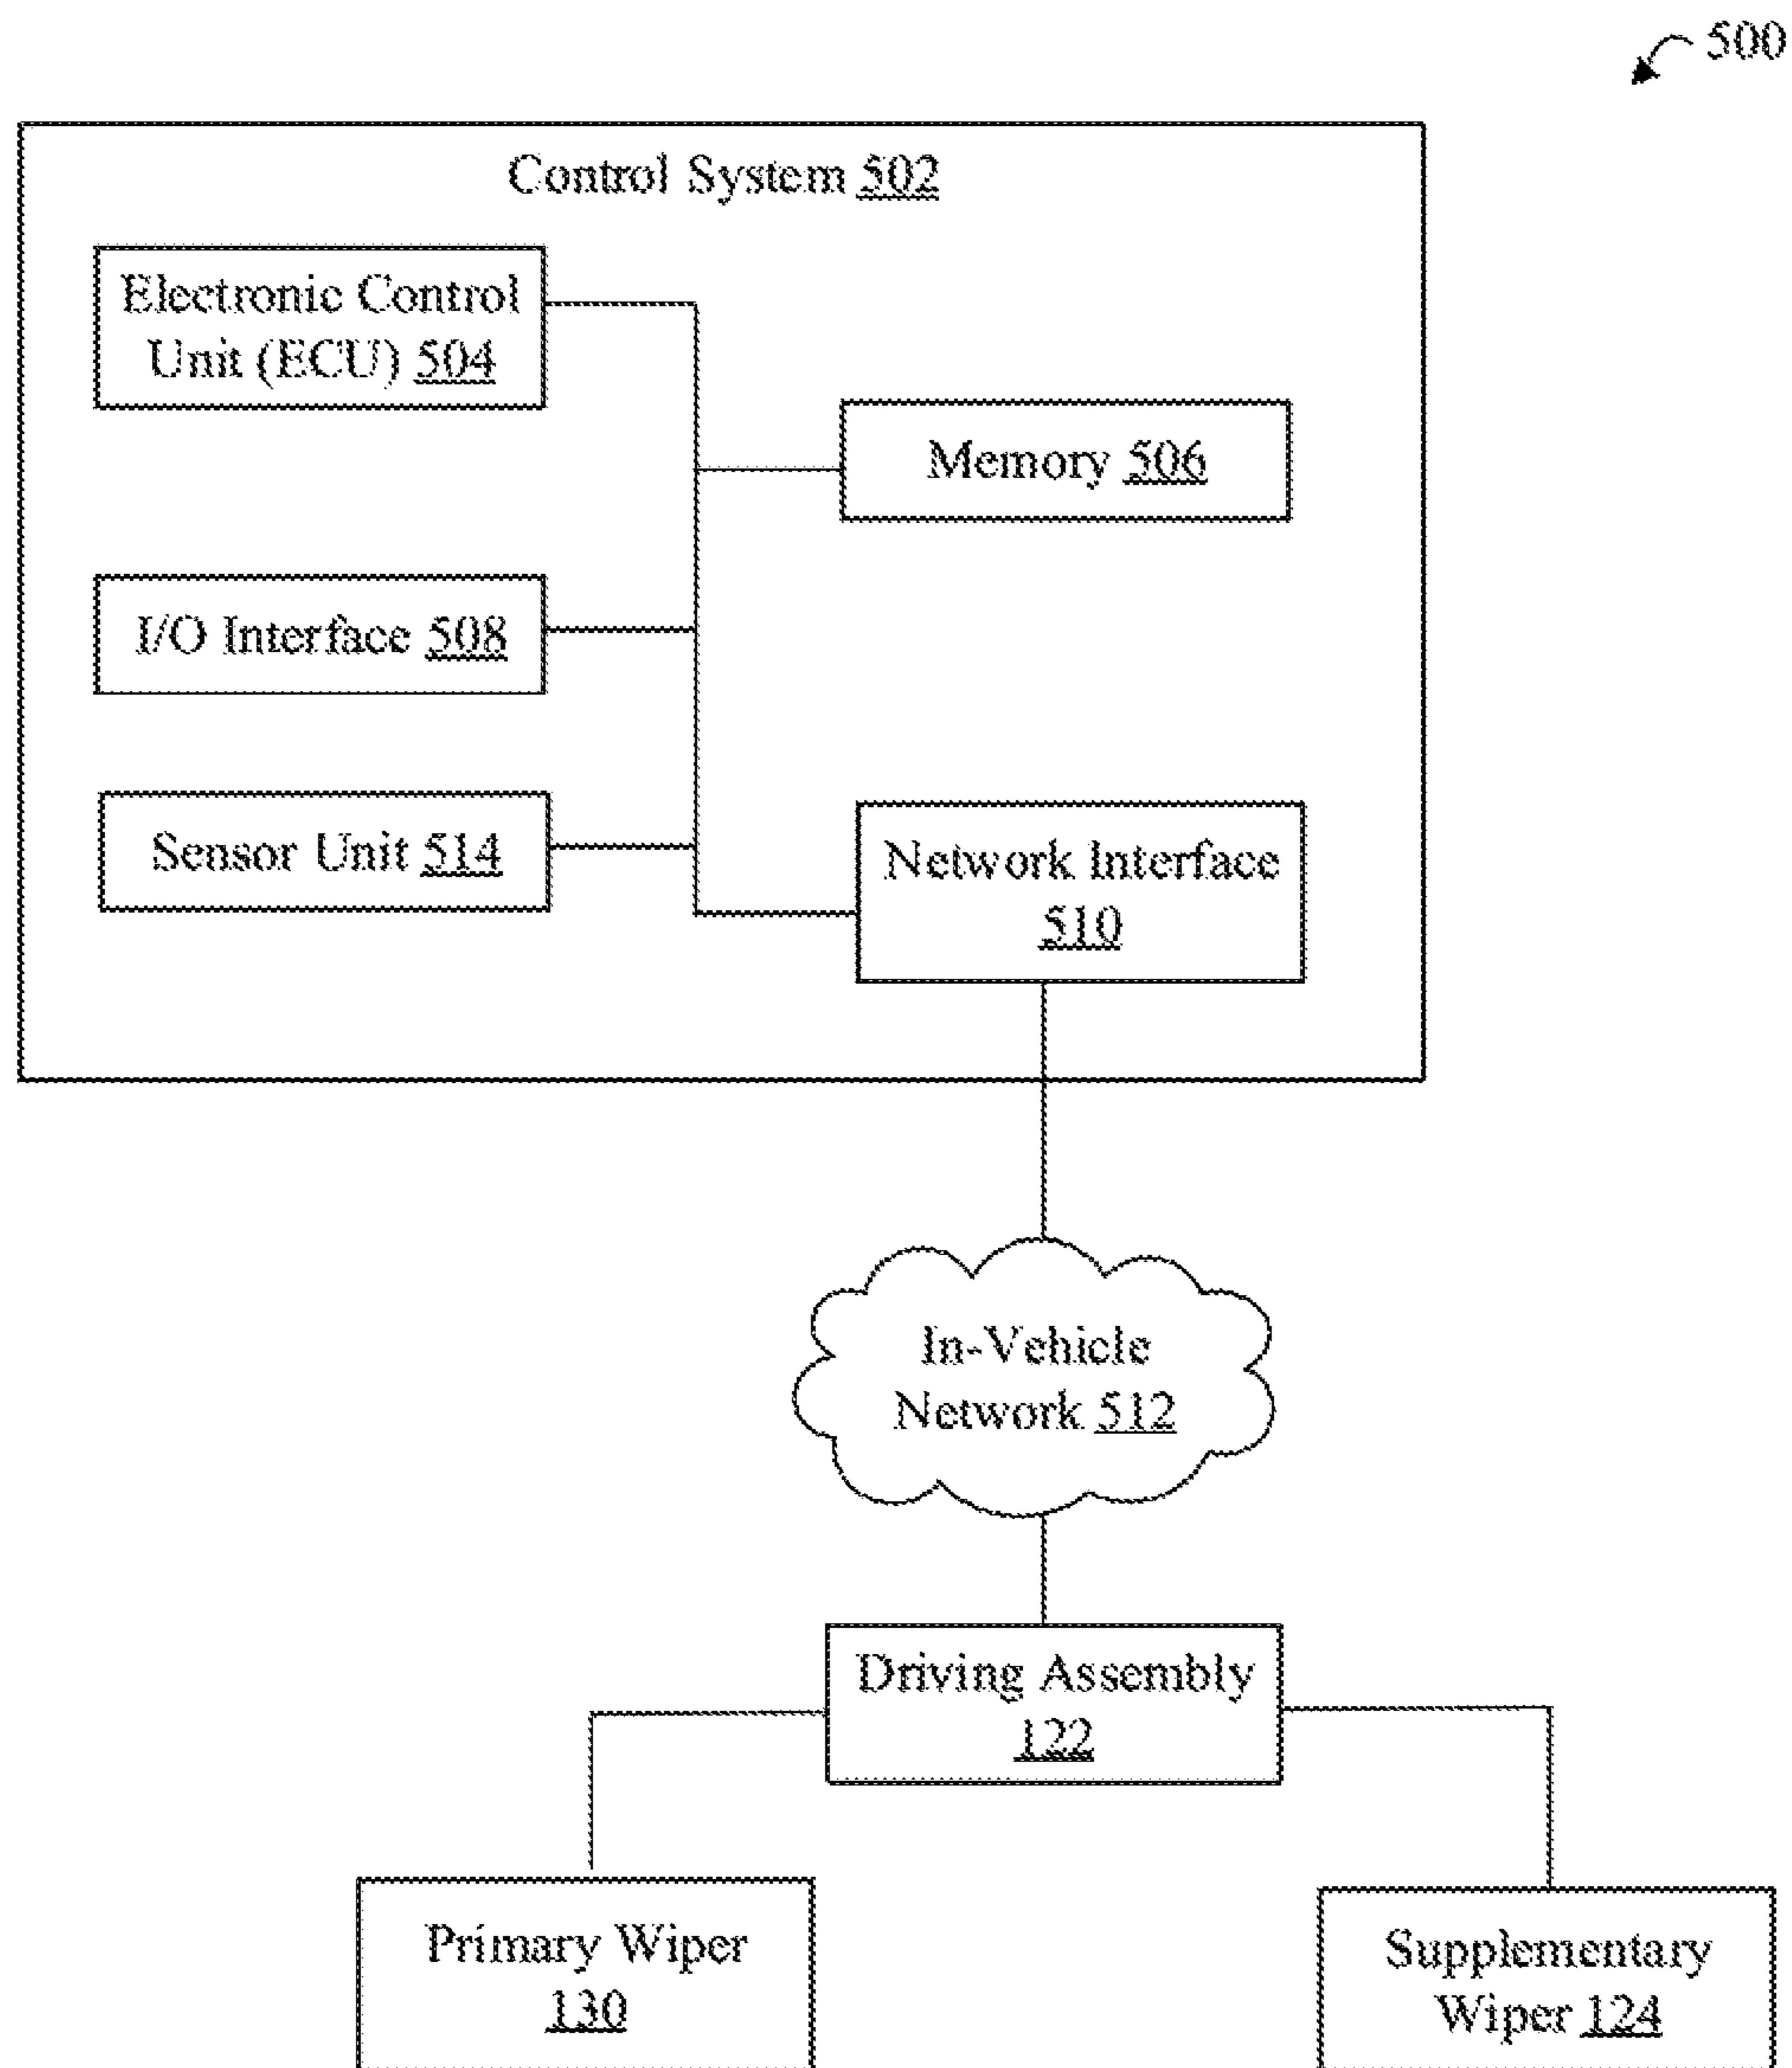 500
Control System 502
Electronic Control
Unit (ECU) 504
Memory 506
I/O Interface 508
Sensor Unit 514
Network Interface
510
In-Vehicle
Network 512
Driving Assembly
122
Primary Wiper
130
Supplementary
Wiper 124